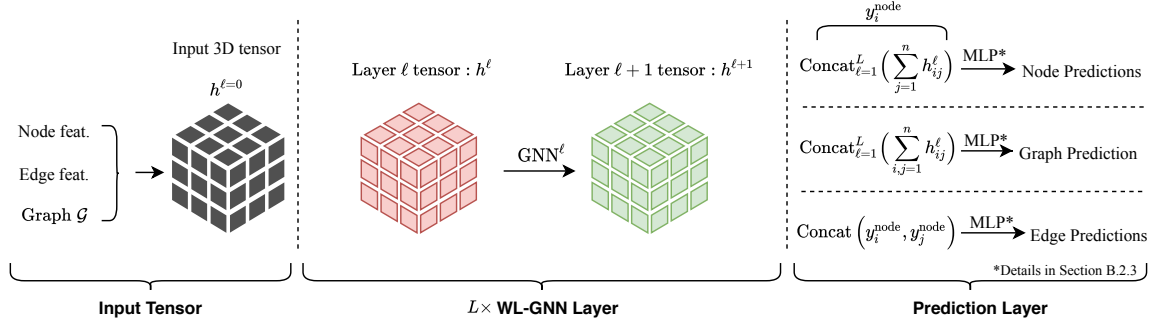 Input 3D tensor
h^{ℓ=0}
Node feat.
Edge feat.
Graph 𝒢
Input Tensor
Layer ℓ tensor : h^ℓ
Layer ℓ + 1 tensor : h^{ℓ+1}
GNN^ℓ
L× WL-GNN Layer
y_i^{node}
Concat_{ℓ=1}^{L} ( ∑_{j=1}^{n} h_{ij}^ℓ ) MLP* Node Predictions
Concat_{ℓ=1}^{L} ( ∑_{i,j=1}^{n} h_{ij}^ℓ ) MLP* Graph Prediction
Concat ( y_i^{node}, y_j^{node} ) MLP* Edge Predictions
*Details in Section B.2.3
Prediction Layer